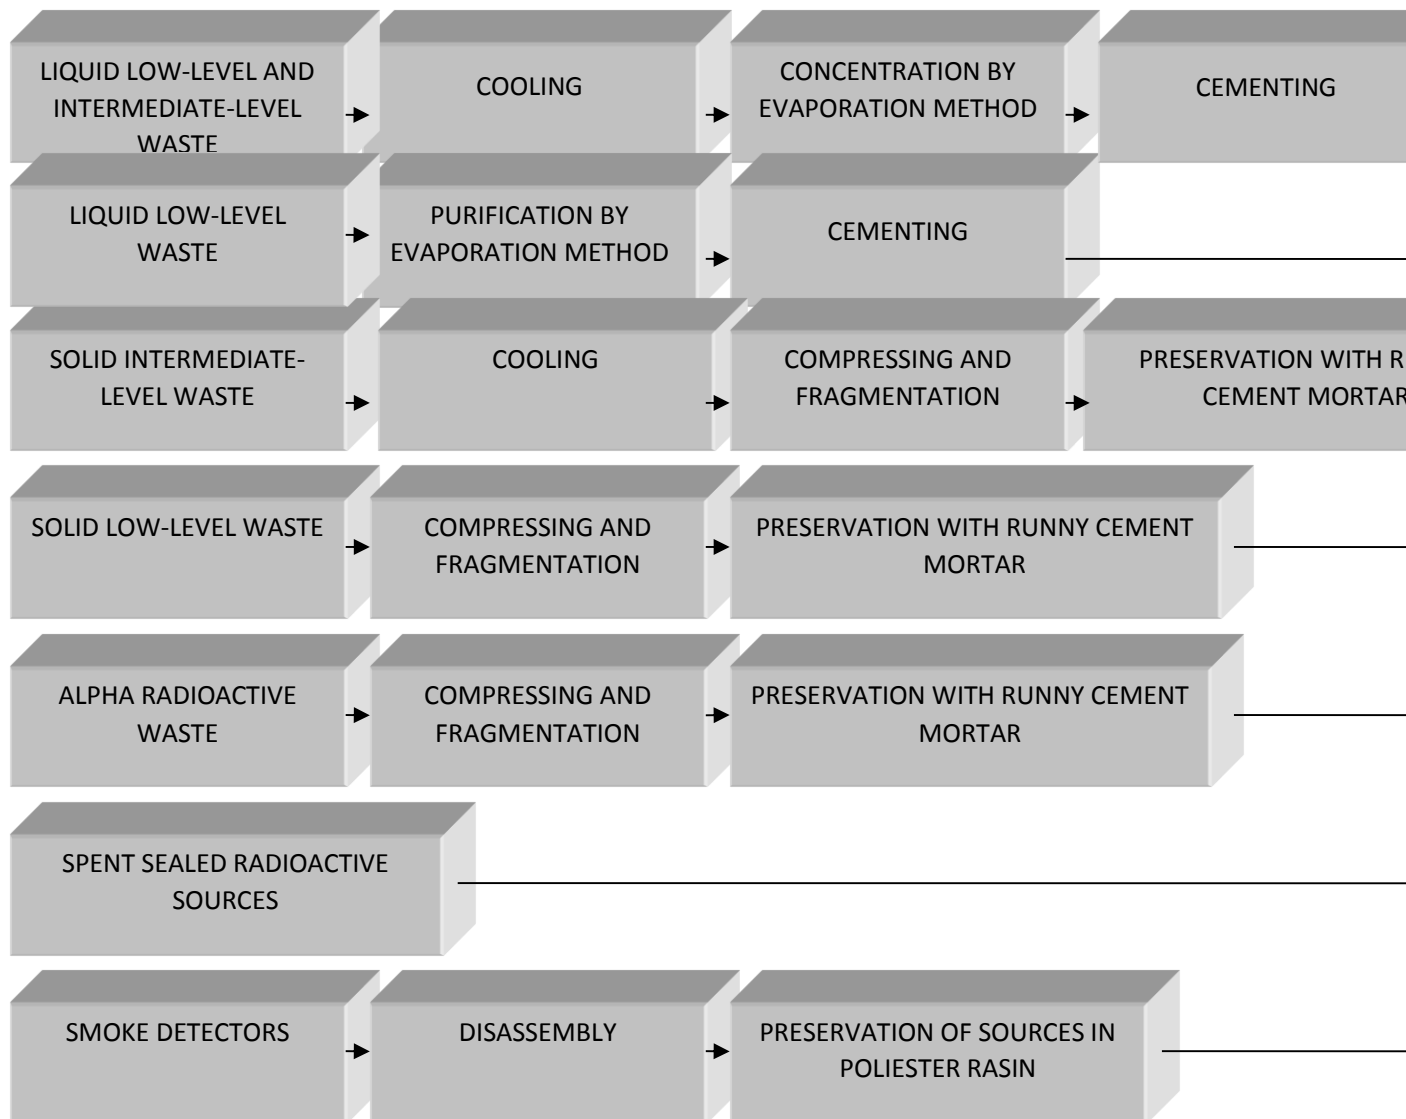 LIQUID LOW-LEVEL AND
INTERMEDIATE-LEVEL
WASTE
COOLING
CONCENTRATION BY
EVAPORATION METHOD
CEMENTING
LIQUID LOW-LEVEL
WASTE
PURIFICATION BY
EVAPORATION METHOD
CEMENTING
SOLID INTERMEDIATE-
LEVEL WASTE
COOLING
COMPRESSING AND
FRAGMENTATION
PRESERVATION WITH
CEMENT MORTAR
SOLID LOW-LEVEL WASTE
COMPRESSING AND
FRAGMENTATION
PRESERVATION WITH RUNNY CEMENT
MORTAR
ALPHA RADIOACTIVE
WASTE
COMPRESSING AND
FRAGMENTATION
PRESERVATION WITH RUNNY CEMENT
MORTAR
SPENT SEALED RADIOACTIVE
SOURCES
SMOKE DETECTORS
DISASSEMBLY
PRESERVATION OF SOURCES IN
POLIESTER RASIN